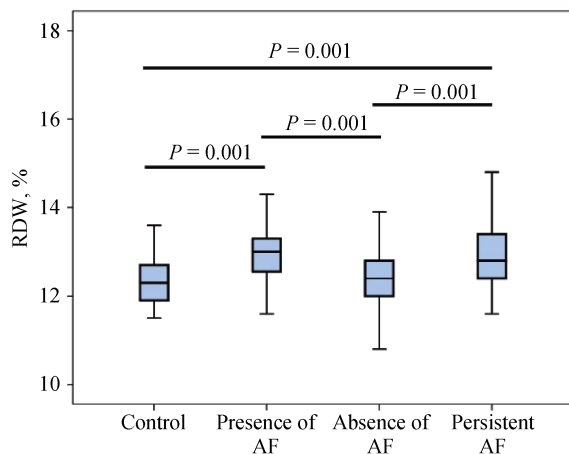 18
16
14
12
10
RDW, %
P = 0.001
P = 0.001
P = 0.001
P = 0.001
Control
Presence of
AF
Absence of
AF
Persistent
AF